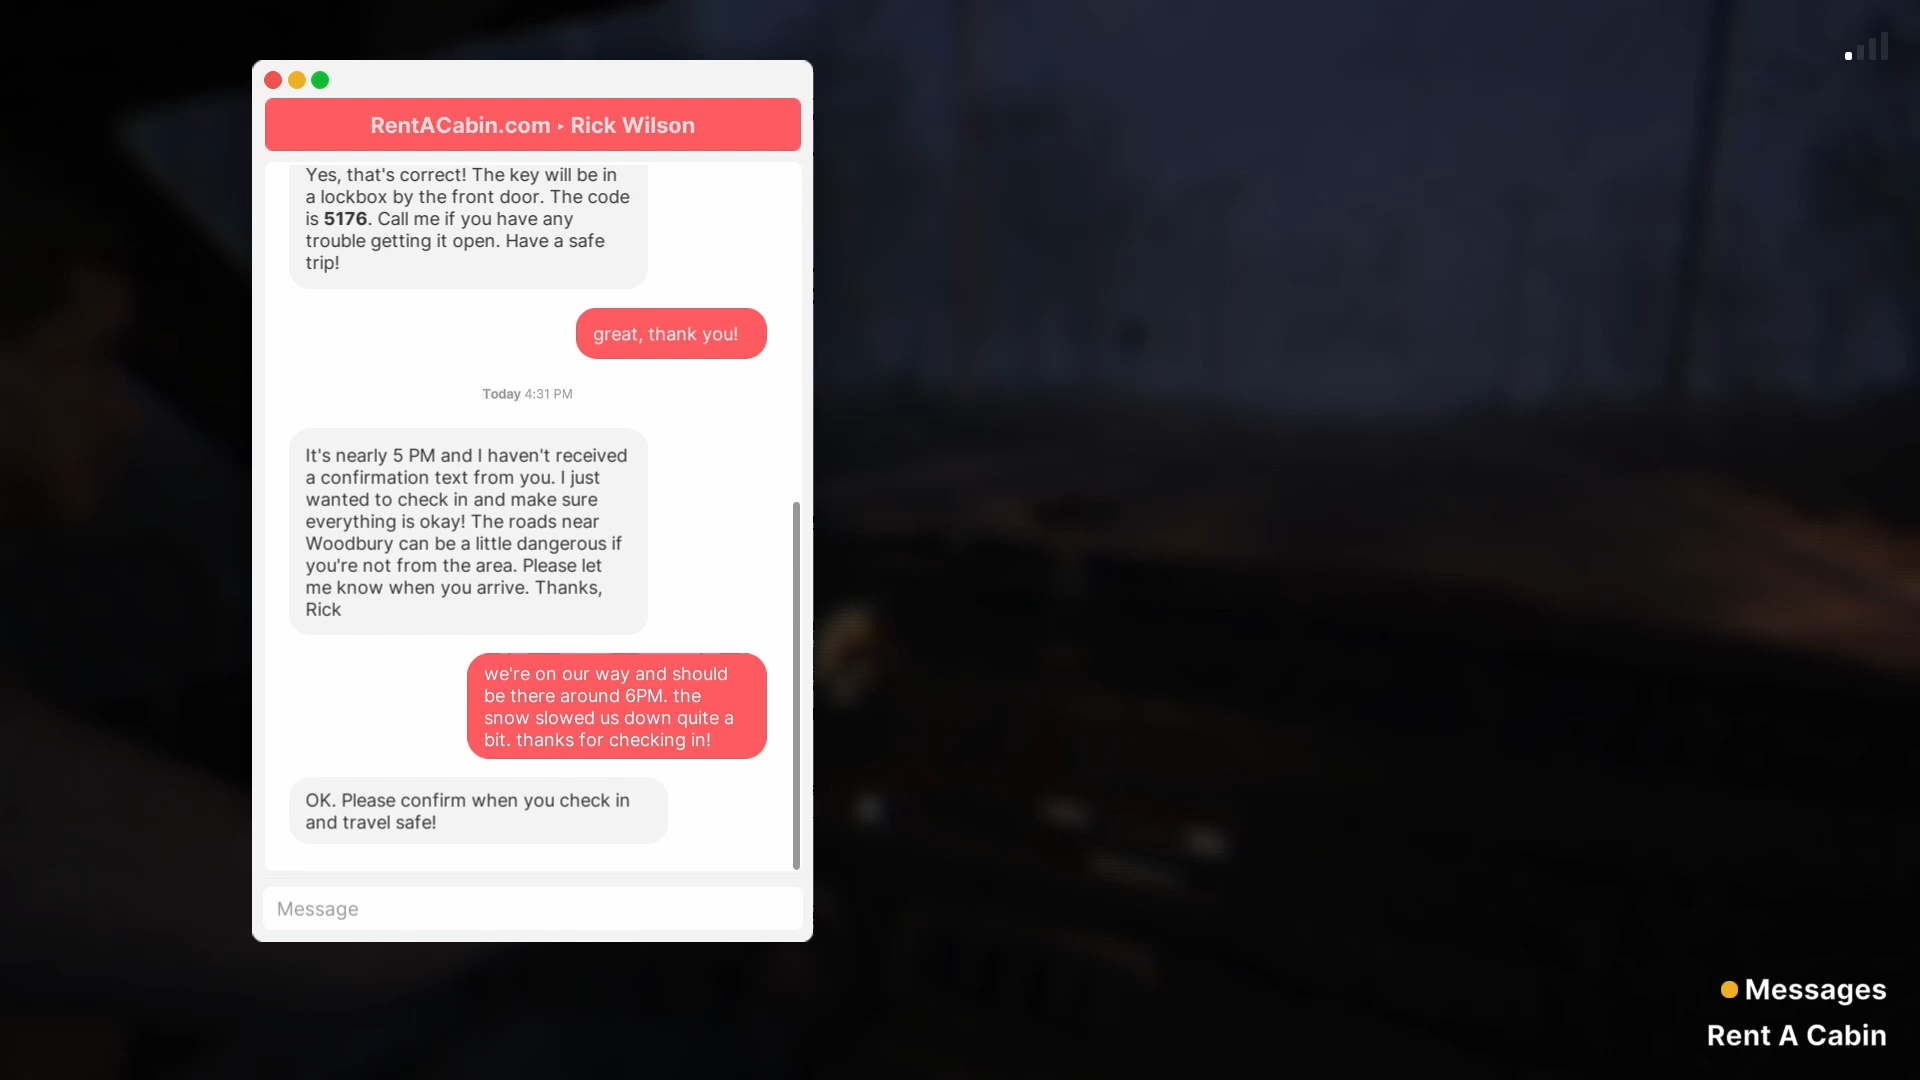 RentACabin.com ‣ Rick Wilson
Yes, that's correct! The key will be in
a lockbox by the front door. The code
is 5176. Call me if you have any
trouble getting it open. Have a safe
trip!
great, thank you!
Today 4:31 PM
It's nearly 5 PM and I haven't received
a confirmation text from you. I just
wanted to check in and make sure
everything is okay! The roads near
Woodbury can be a little dangerous if
you're not from the area. Please let
me know when you arrive. Thanks,
Rick
we're on our way and should
be there around 6PM. the
snow slowed us down quite a
bit. thanks for checking in!
OK. Please confirm when you check in
and travel safe!
Message
Messages
Rent A Cabin